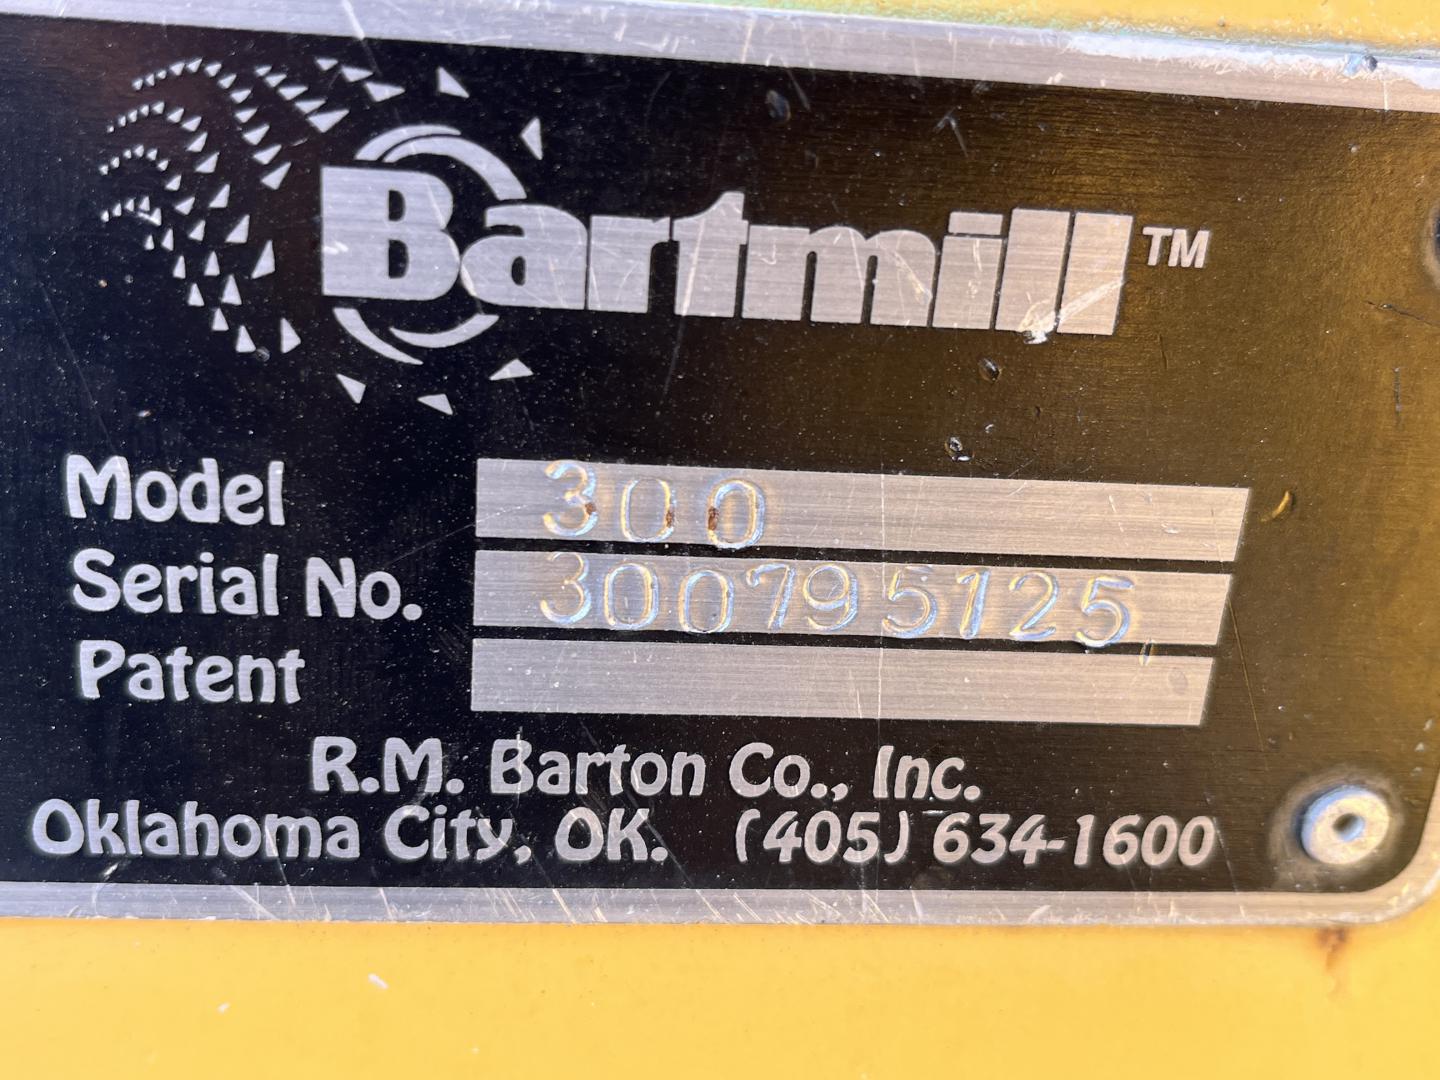 Bartmill™
Model 300
Serial No. 300795125
Patent
R.M. Barton Co., Inc.
Oklahoma City, OK. (405) 634-1600